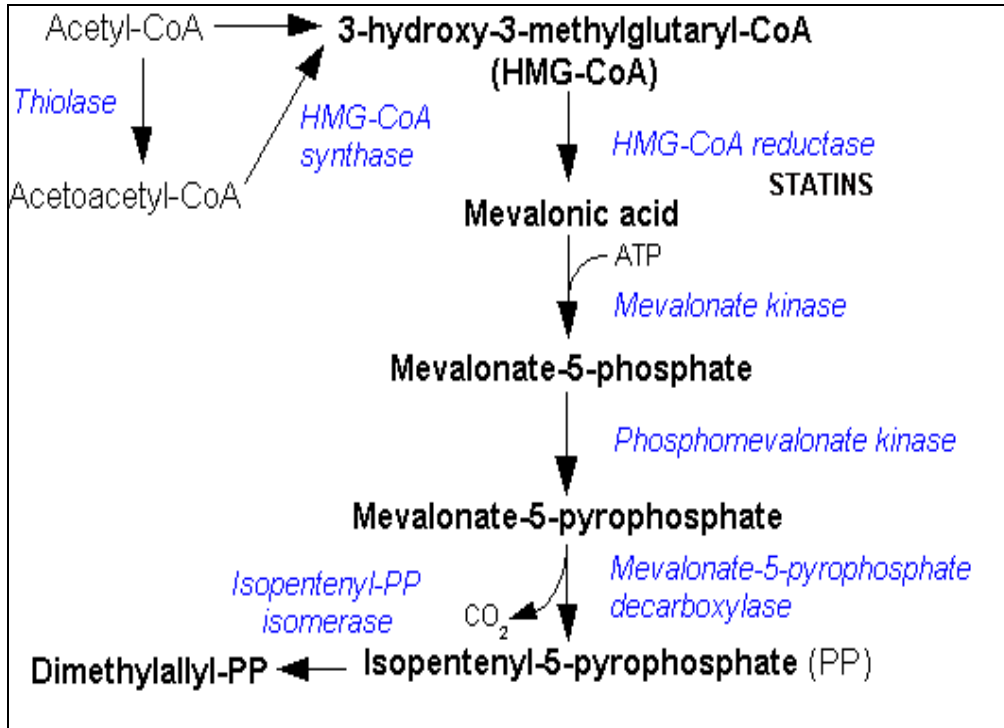 Acetyl-CoA
3-hydroxy-3-methylglutaryl-CoA
(HMG-CoA)
Thiolase
HMG-CoA
synthase
HMG-CoA reductase
STATINS
Acetoacetyl-CoA
Mevalonic acid
ATP
Mevalonate kinase
Mevalonate-5-phosphate
Phosphomevalonate kinase
Mevalonate-5-pyrophosphate
Isopentenyl-PP
isomerase
Mevalonate-5-pyrophosphate
decarboxylase
CO₂
Dimethylallyl-PP
Isopentenyl-5-pyrophosphate (PP)